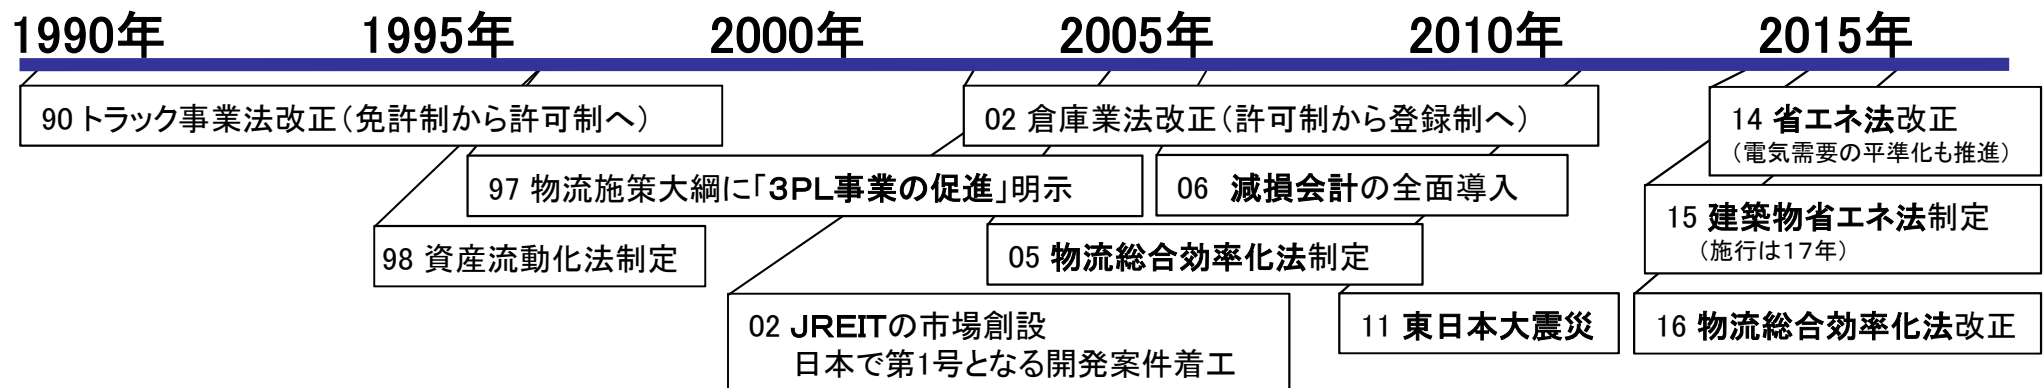 1990年 1995年 2000年 2005年 2010年 2015年
90 トラック事業法改正（免許制から許可制へ）
02 倉庫業法改正（許可制から登録制へ）
14 省エネ法改正
（電気需要の平準化も推進）
97 物流施策大綱に「３ＰＬ事業の促進」明示
06 減損会計の全面導入
15 建築物省エネ法制定
（施行は１７年）
98 資産流動化法制定
05 物流総合効率化法制定
02 ＪＲＥＩＴの市場創設
日本で第1号となる開発案件着工
11 東日本大震災
16 物流総合効率化法改正